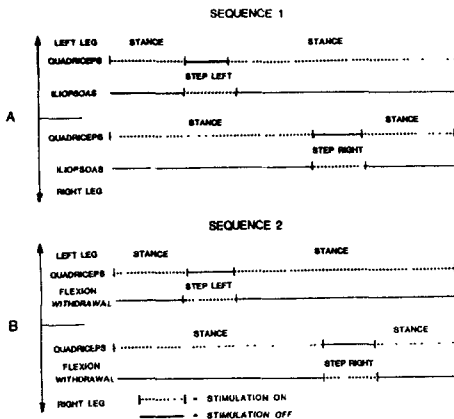 SEQUENCE 1
LEFT LEG STANCE STANCE
QUADRICEPS
STEP LEFT
ILIOPSOAS
A
STANCE STANCE
QUADRICEPS
STEP RIGHT
ILIOPSOAS
RIGHT LEG
SEQUENCE 2
LEFT LEG STANCE STANCE
QUADRICEPS
FLEXION STEP LEFT
WITHDRAWAL
B
STANCE STANCE
QUADRICEPS
FLEXION STEP RIGHT
WITHDRAWAL
RIGHT LEG = STIMULATION ON
= STIMULATION OFF